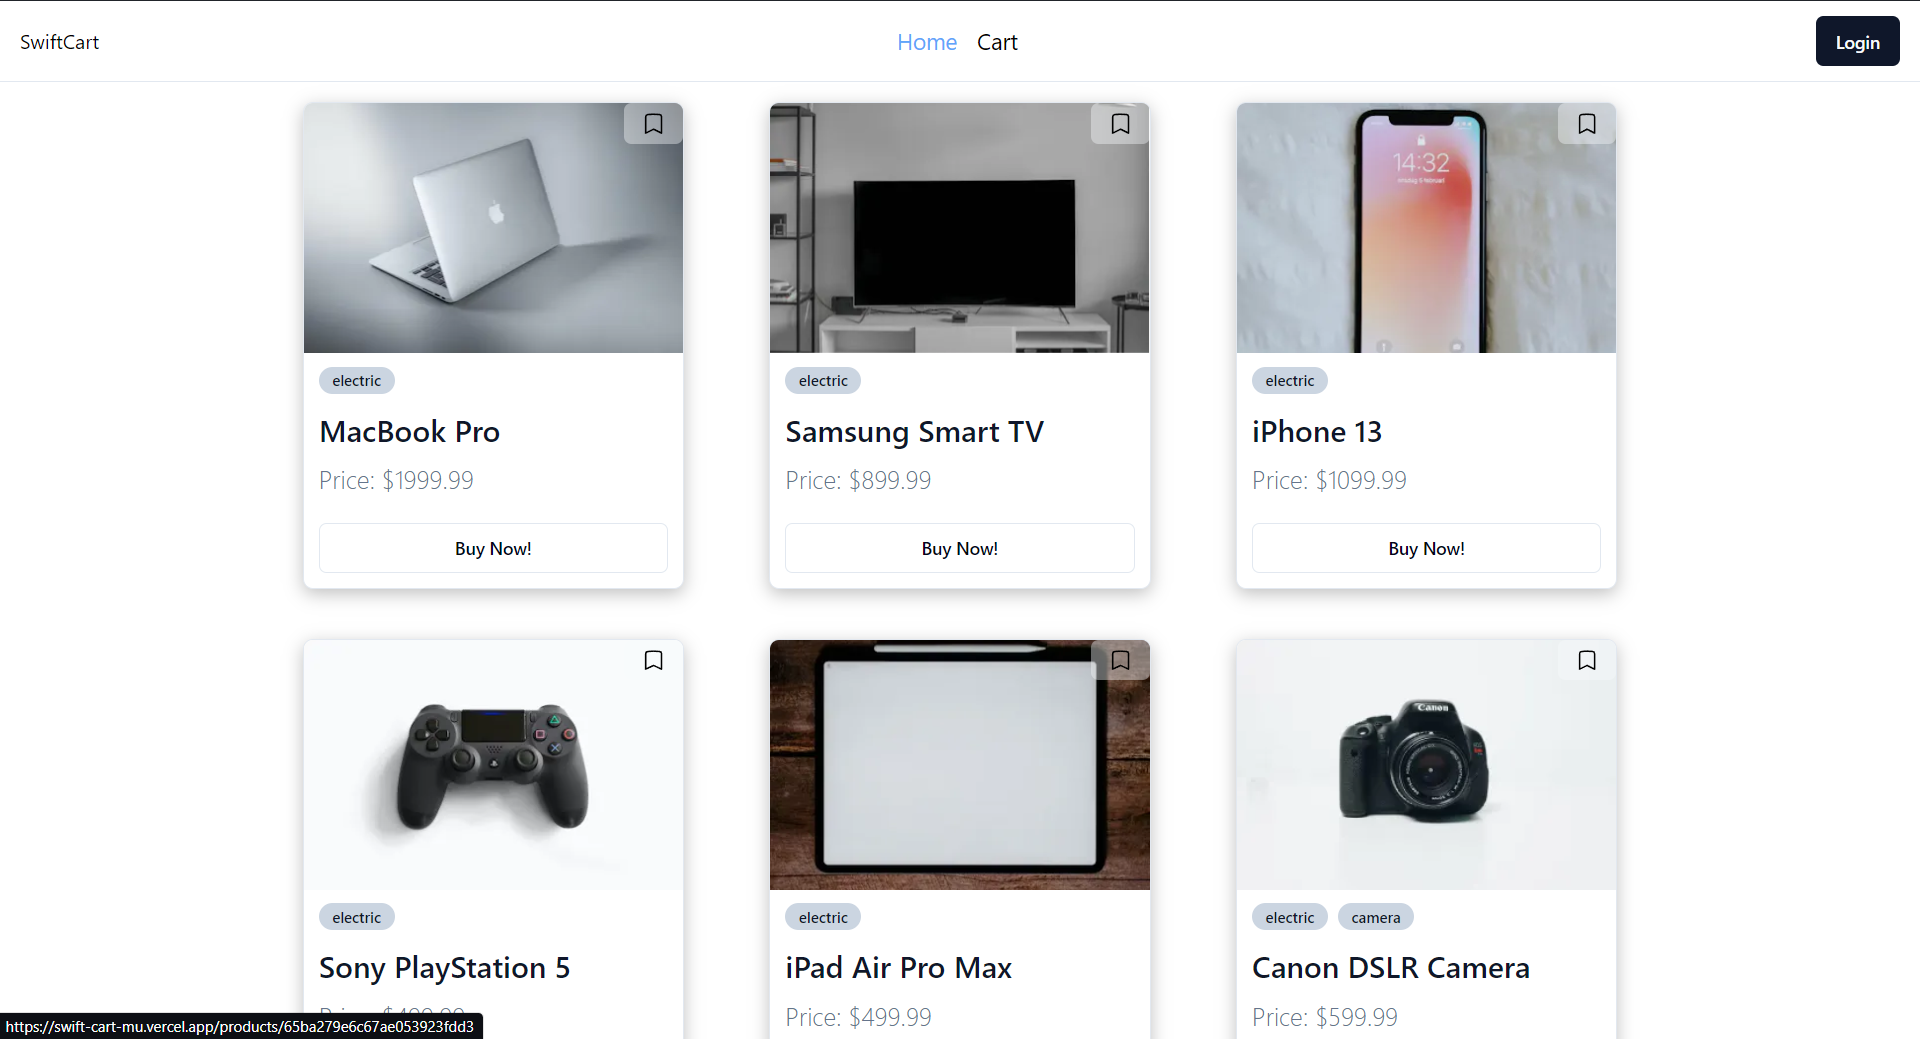 SwiftCart
Home Cart
Login
14:32
electric
MacBook Pro
Price: $1999.99
Buy Now!
electric
Samsung Smart TV
Price: $899.99
Buy Now!
electric
iPhone 13
Price: $1099.99
Buy Now!
Canon
electric
Sony PlayStation 5
electric
iPad Air Pro Max
Price: $499.99
electric camera
Canon DSLR Camera
Price: $599.99
https://swift-cart-mu.vercel.app/products/65ba279e6c67ae053923fdd3